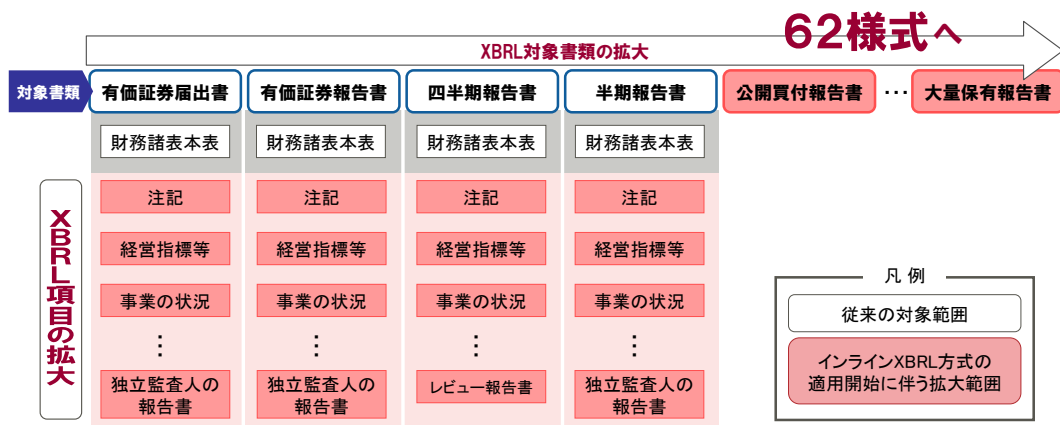 62様式へ
XBRL対象書類の拡大
対象書類
有価証券届出書
有価証券報告書
四半期報告書
半期報告書
公開買付報告書
…
大量保有報告書
財務諸表本表
財務諸表本表
財務諸表本表
財務諸表本表
XBRL項目の拡大
注記
注記
注記
注記
経営指標等
経営指標等
経営指標等
経営指標等
事業の状況
事業の状況
事業の状況
事業の状況
⋮
⋮
⋮
⋮
独立監査人の
報告書
独立監査人の
報告書
レビュー報告書
独立監査人の
報告書
凡 例
従来の対象範囲
インラインXBRL方式の
適用開始に伴う拡大範囲